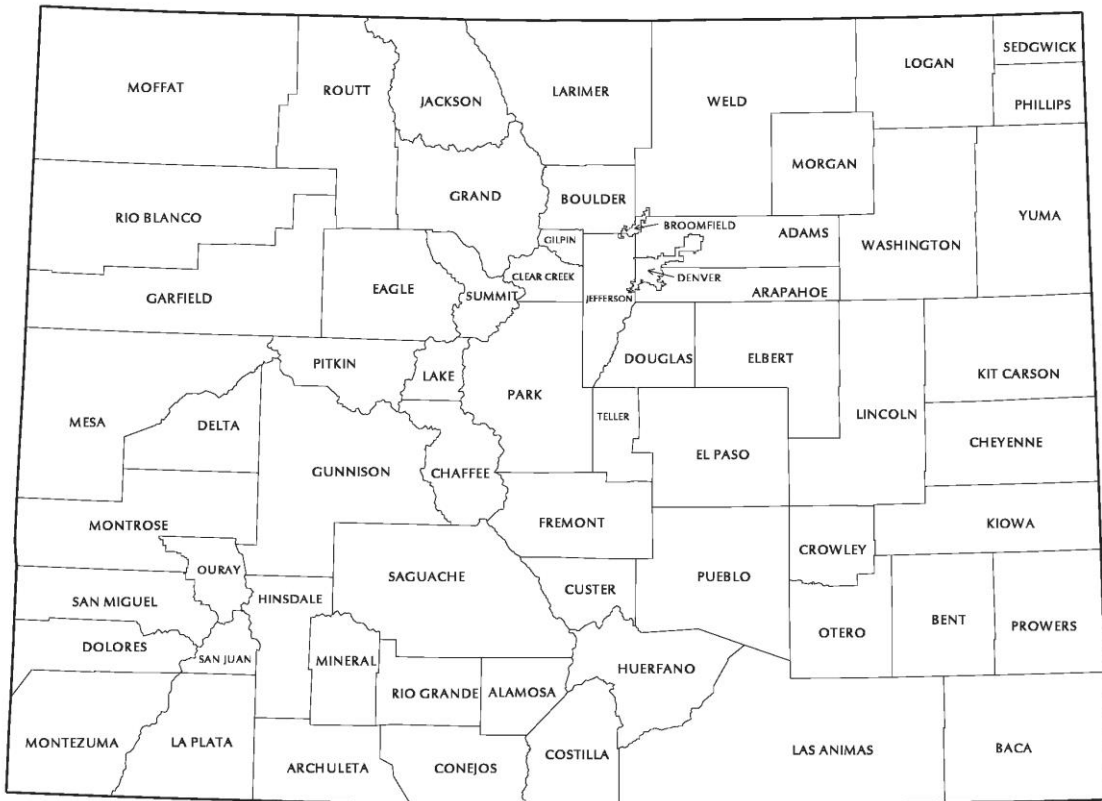 SEDGWICK
LOGAN
MOFFAT
ROUTT
JACKSON
LARIMER
WELD
PHILLIPS
MORGAN
GRAND
BOULDER
RIO BLANCO
YUMA
BROOMFIELD
ADAMS
GILPIN
WASHINGTON
CLEAR CREEK
DENVER
EAGLE
SUMMIT
JEFFERSON
ARAPAHOE
GARFIELD
PITKIN
DOUGLAS
ELBERT
LAKE
KIT CARSON
PARK
LINCOLN
TELLER
MESA
DELTA
CHEYENNE
EL PASO
GUNNISON
CHAFFEE
MONTROSE
FREMONT
KIOWA
CROWLEY
OURAY
SAGUACHE
PUEBLO
CUSTER
SAN MIGUEL
HINSDALE
BENT
OTERO
PROWERS
DOLORES
SAN JUAN
MINERAL
HUERFANO
RIO GRANDE
ALAMOSA
MONTEZUMA
LA PLATA
LAS ANIMAS
BACA
COSTILLA
ARCHULETA
CONEJOS